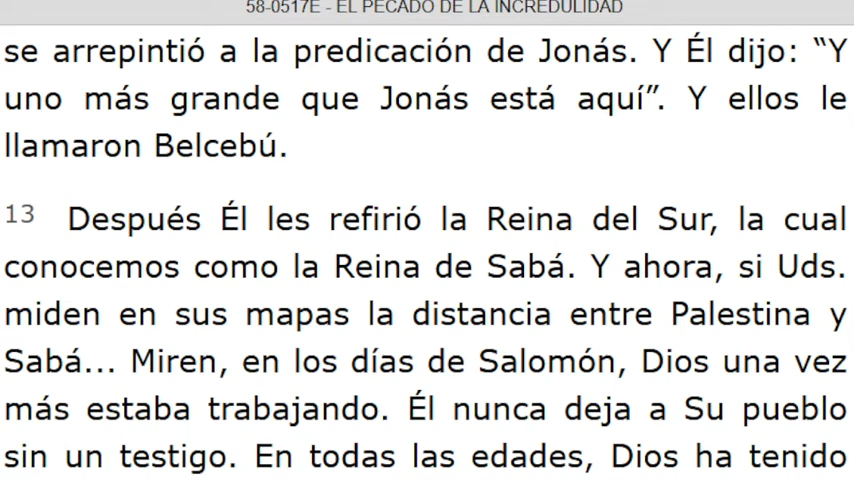 58-0517E - EL PECADO DE LA INCREDULIDAD
se arrepintió a la predicación de Jonás. Y Él dijo: “Y
uno más grande que Jonás está aquí”. Y ellos le
llamaron Belcebú.
13 Después Él les refirió la Reina del Sur, la cual
conocemos como la Reina de Sabá. Y ahora, si Uds.
miden en sus mapas la distancia entre Palestina y
Sabá... Miren, en los días de Salomón, Dios una vez
más estaba trabajando. Él nunca deja a Su pueblo
sin un testigo. En todas las edades, Dios ha tenido